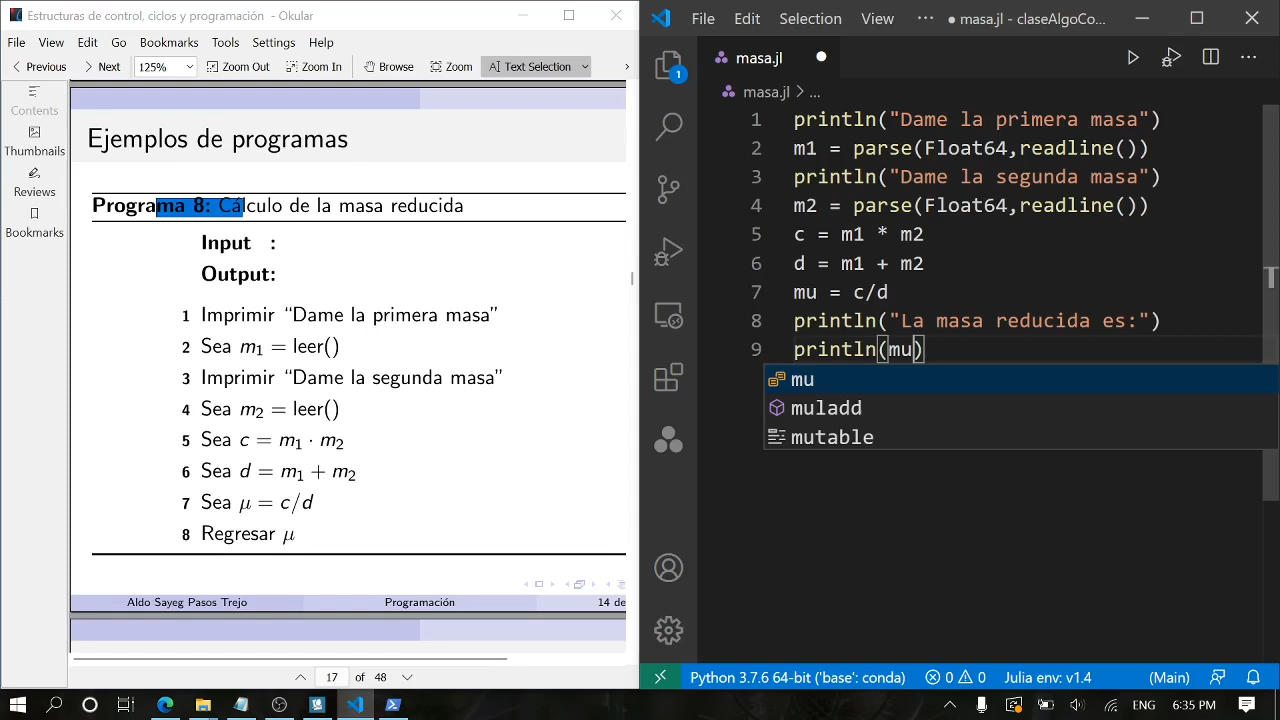 Estructuras de control, ciclos y programación - Okular
File View Edit Go Bookmarks Tools Settings Help
Previous Next 125% Zoom Out Zoom In Browse Zoom Text Selection
Contents
Thumbnails
Reviews
Bookmarks
Ejemplos de programas
Programa 8: Cálculo de la masa reducida
Input :
Output:
1 Imprimir “Dame la primera masa”
2 Sea m₁ = leer()
3 Imprimir “Dame la segunda masa”
4 Sea m₂ = leer()
5 Sea c = m₁ · m₂
6 Sea d = m₁ + m₂
7 Sea μ = c/d
8 Regresar μ
Aldo Sayeg Pasos Trejo Programación 14 de
17 of 48
File Edit Selection View ··· ● masa.jl - claseAlgoCo...
masa.jl
masa.jl > ...
1
1 println("Dame la primera masa")
2 m1 = parse(Float64,readline())
3 println("Dame la segunda masa")
4 m2 = parse(Float64,readline())
5 c = m1 * m2
6 d = m1 + m2
7 mu = c/d
8 println("La masa reducida es:")
9 println(mu)
mu
muladd
mutable
Python 3.7.6 64-bit ('base': conda) 0 0 Julia env: v1.4 (Main)
ENG 6:35 PM